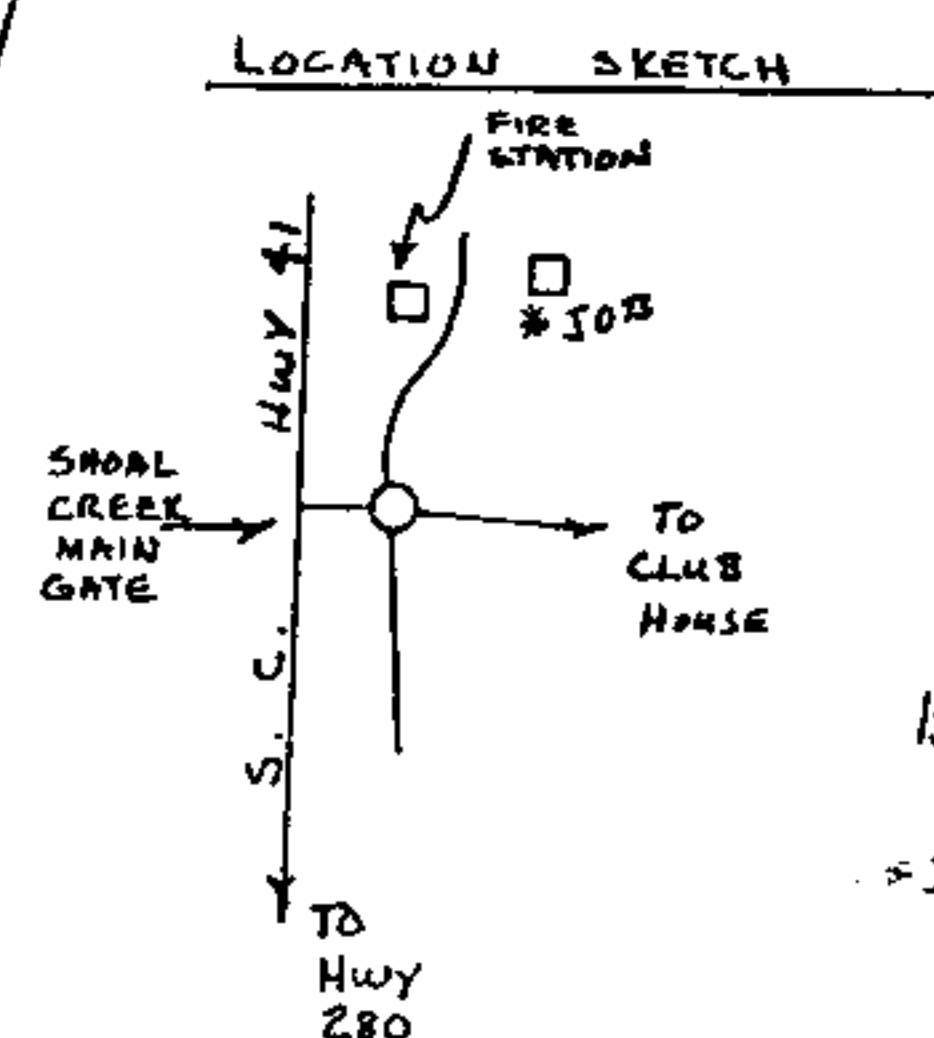 LOCATION SKETCH
FIRE
STATION
* JOB
S. C. HWY 41
SHOAL
CREEK
MAIN
GATE
TO
CLUB
HOUSE
TO
HWY
280